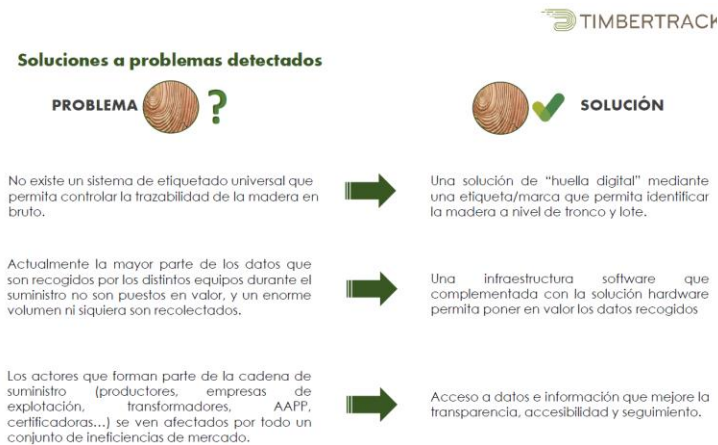 TIMBERTRACK
Soluciones a problemas detectados
PROBLEMA
?
SOLUCIÓN
No existe un sistema de etiquetado universal que
permita controlar la trazabilidad de la madera en
bruto.
Una solución de “huella digital” mediante
una etiqueta/marca que permita identificar
la madera a nivel de tronco y lote.
Actualmente la mayor parte de los datos que
son recogidos por los distintos equipos durante el
suministro no son puestos en valor, y un enorme
volumen ni siquiera son recolectados.
Una infraestructura software que
complementada con la solución hardware
permita poner en valor los datos recogidos
Los actores que forman parte de la cadena de
suministro (productores, empresas de
explotación, transformadores, AAPP,
certificadoras...) se ven afectados por todo un
conjunto de ineficiencias de mercado.
Acceso a datos e información que mejore la
transparencia, accesibilidad y seguimiento.